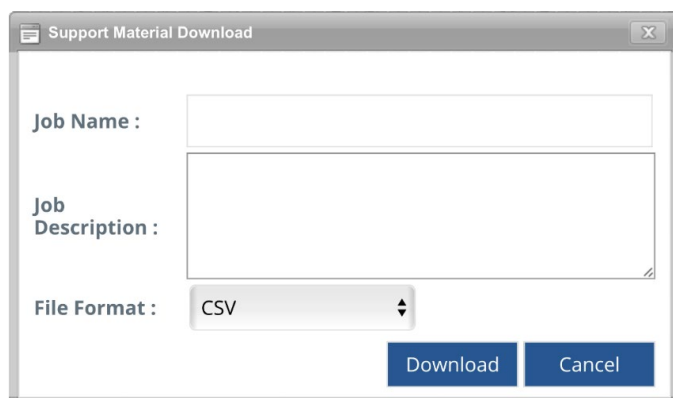 Support Material Download
Job Name :
Job
Description :
File Format :
CSV
Download
Cancel